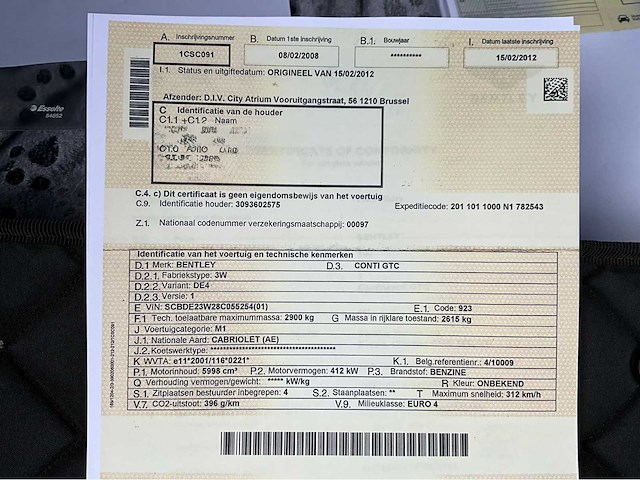 Esselte
54852
A. Inschrijvingsnummer B. Datum 1ste inschrijving B.1. Bouwjaar I. Datum laatste inschrijving
1CSC091 08/02/2008 ********** 15/02/2012
I.1. Status en uitgiftedatum: ORIGINEEL VAN 15/02/2012
Afzender: D.I.V. City Atrium Vooruitgangstraat, 56 1210 Brussel
C Identificatie van de houder
C1.1 +C1.2 Naam
C.4. c) Dit certificaat is geen eigendomsbewijs van het voertuig
C.9. Identificatie houder: 3093602575 Expeditiecode: 201 101 1000 N1 782543
Z.1. Nationaal codenummer verzekeringsmaatschappij: 00097
Identificatie van het voertuig en technische kenmerken
D.1 Merk: BENTLEY D.3. CONTI GTC
D.2.1. Fabriekstype: 3W
D.2.2. Variant: DE4
D.2.3. Versie: 1
E VIN: SCBDE23W28C055254(01) E.1. Code: 923
F.1 Tech. toelaatbare maximummassa: 2900 kg G Massa in rijklare toestand: 2615 kg
J Voertuigcategorie: M1
J.1. Nationale Aard: CABRIOLET (AE)
J.2. Koetswerktype: ************************************
K WVTA: e11*2001/116*0221* K.1. Belg.referentienr.: 4/10009
P.1. Motorinhoud: 5998 cm³ P.2. Motorvermogen: 412 kW P.3. Brandstof: BENZINE
Q Verhouding vermogen/gewicht: ***** kW/kg R Kleur: ONBEKEND
S.1. Zitplaatsen bestuurder inbegrepen: 4 S.2. Staanplaatsen: ** T Maximum snelheid: 312 km/h
V.7. CO2-uitstoot: 396 g/km V.9. Milieuklasse: EURO 4